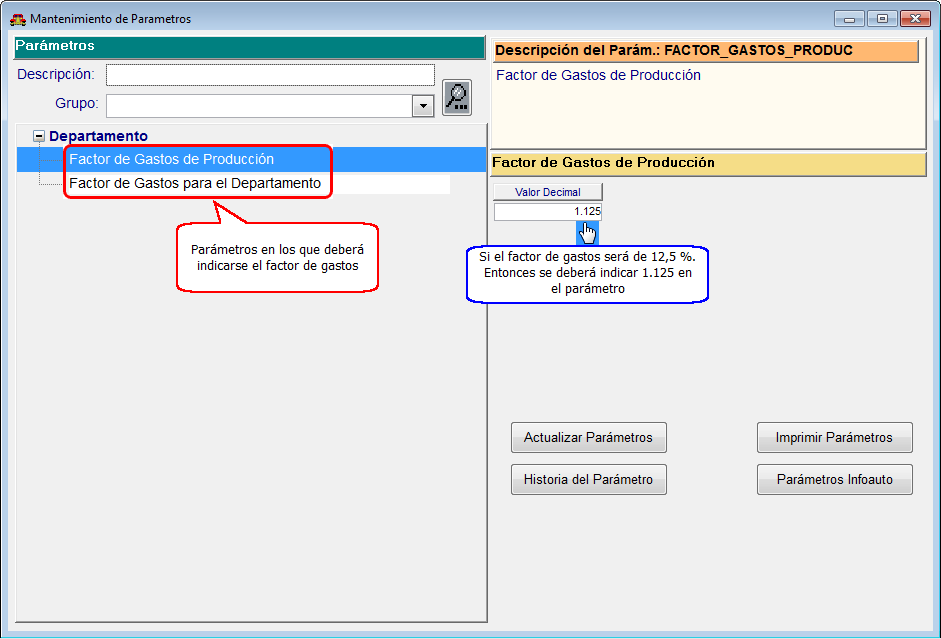 Mantenimiento de Parametros
Parámetros
Descripción:
Grupo:
Departamento
Factor de Gastos de Producción
Factor de Gastos para el Departamento
Parámetros en los que deberá
indicarse el factor de gastos
Descripción del Parám.: FACTOR_GASTOS_PRODUC
Factor de Gastos de Producción
Factor de Gastos de Producción
Valor Decimal
1.125
Si el factor de gastos será de 12,5 %.
Entonces se deberá indicar 1.125 en
el parámetro
Actualizar Parámetros
Imprimir Parámetros
Historia del Parámetro
Parámetros Infoauto